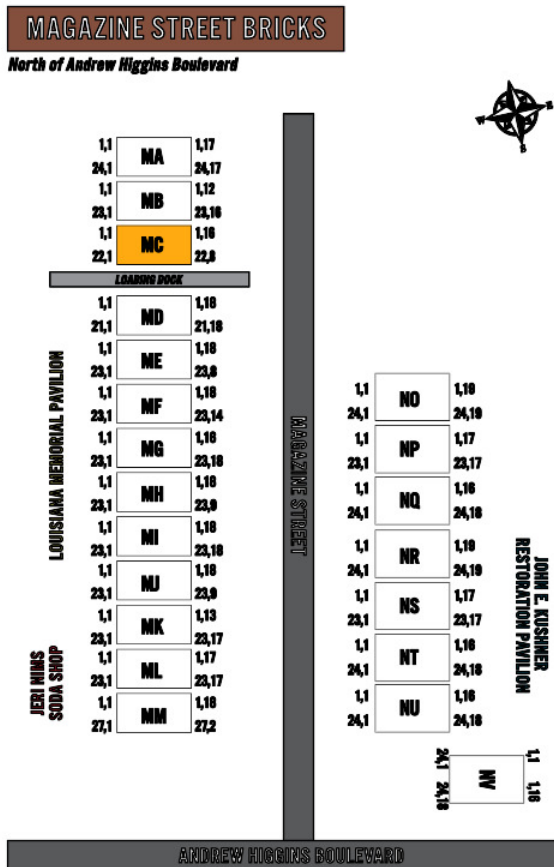 MAGAZINE STREET BRICKS
North of Andrew Higgins Boulevard
N
W
E
S
1,1 MA 1,17
24,1 24,17
1,1 MB 1,12
23,1 23,16
1,1 MC 1,16
22,1 22,8
LOADING DOCK
1,1 MD 1,18
21,1 21,18
1,1 ME 1,18
23,1 23,8
1,1 MF 1,18
23,1 23,14
1,1 MG 1,16
23,1 23,18
1,1 MH 1,18
23,1 23,9
1,1 MI 1,18
23,1 23,18
1,1 MJ 1,18
23,1 23,9
1,1 MK 1,13
23,1 23,17
1,1 ML 1,17
23,1 23,17
1,1 MM 1,18
27,1 27,2
LOUISIANA MEMORIAL PAVILION
JERI NIMS
SODA SHOP
MAGAZINE STREET
1,1 NO 1,19
24,1 24,19
1,1 NP 1,17
23,1 23,17
1,1 NQ 1,16
24,1 24,18
1,1 NR 1,19
24,1 24,19
1,1 NS 1,17
23,1 23,17
1,1 NT 1,16
24,1 24,18
1,1 NU 1,16
24,1 24,18
JOHN E. KUSHNER
RESTORATION PAVILION
24,1 NV 1,1
24,18 1,16
ANDREW HIGGINS BOULEVARD